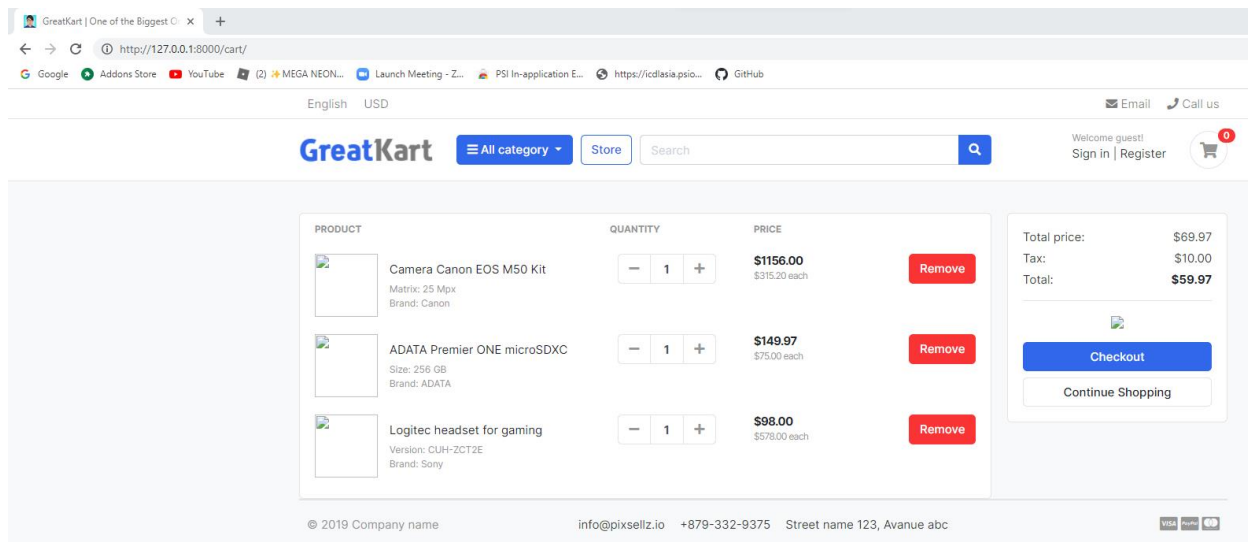 GreatKart | One of the Biggest O
http://127.0.0.1:8000/cart/
Google Addons Store YouTube (2) MEGA NEON... Launch Meeting - Z... PSI In-application E... https://icdlasia.psio... GitHub
English USD Email Call us
GreatKart All category Store Search Welcome guest! 0
Sign in | Register
PRODUCT QUANTITY PRICE
Camera Canon EOS M50 Kit
Matrix: 25 Mpx
Brand: Canon
1
$1156.00
$315.20 each
Remove
ADATA Premier ONE microSDXC
Size: 256 GB
Brand: ADATA
1
$149.97
$75.00 each
Remove
Logitec headset for gaming
Version: CUH-ZCT2E
Brand: Sony
1
$98.00
$578.00 each
Remove
Total price: $69.97
Tax: $10.00
Total: $59.97
Checkout
Continue Shopping
© 2019 Company name info@pixsellz.io +879-332-9375 Street name 123, Avanue abc VISA PayPal